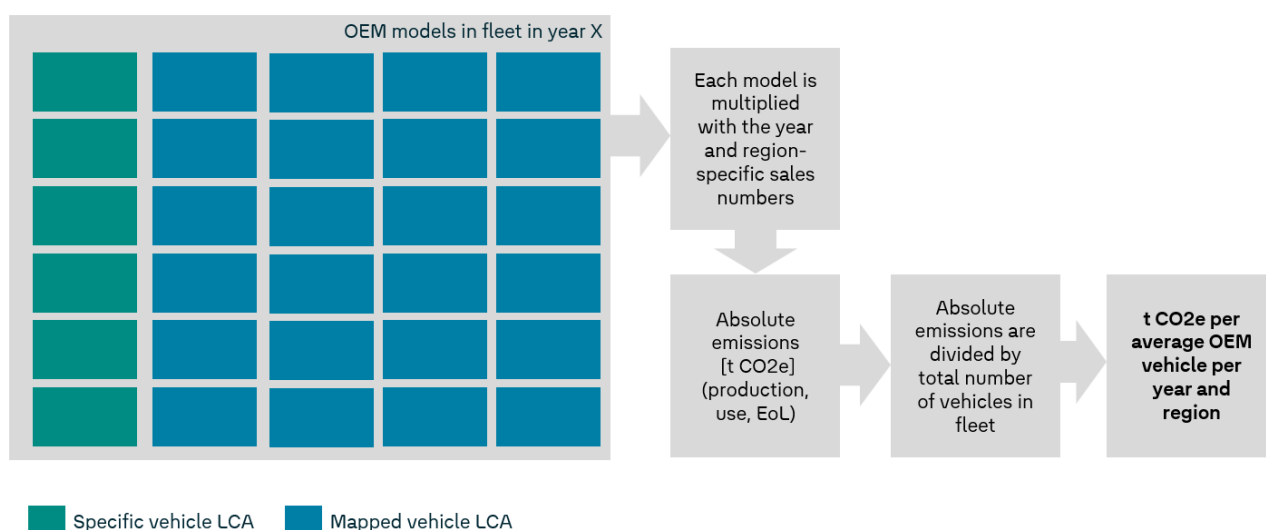 OEM models in fleet in year X
Each model is
multiplied
with the year
and region-
specific sales
numbers
Absolute
emissions
[t CO2e]
(production,
use, EoL)
Absolute
emissions are
divided by
total number
of vehicles in
fleet
t CO2e per
average OEM
vehicle per
year and
region
Specific vehicle LCA
Mapped vehicle LCA